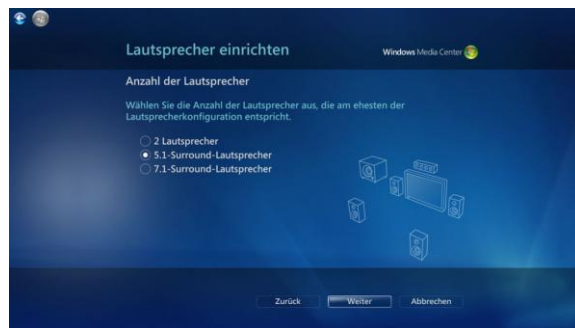 Lautsprecher einrichten
Windows Media Center
Anzahl der Lautsprecher
Wählen Sie die Anzahl der Lautsprecher aus, die am ehesten der
Lautsprecherkonfiguration entspricht.
2 Lautsprecher
5.1-Surround-Lautsprecher
7.1-Surround-Lautsprecher
Zurück
Weiter
Abbrechen